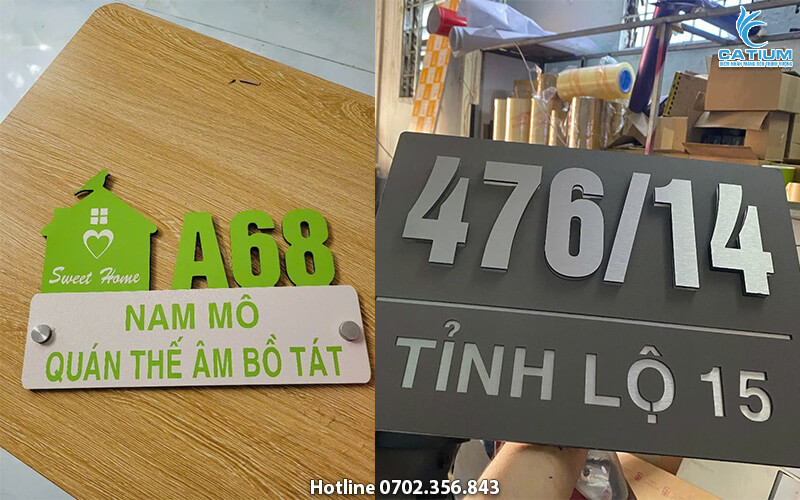 Sweet Home
A68
NAM MÔ
QUÁN THẾ ÂM BỒ TÁT
CATIUM
476/14
TỈNH LỘ 15
Hotline 0702.356.843